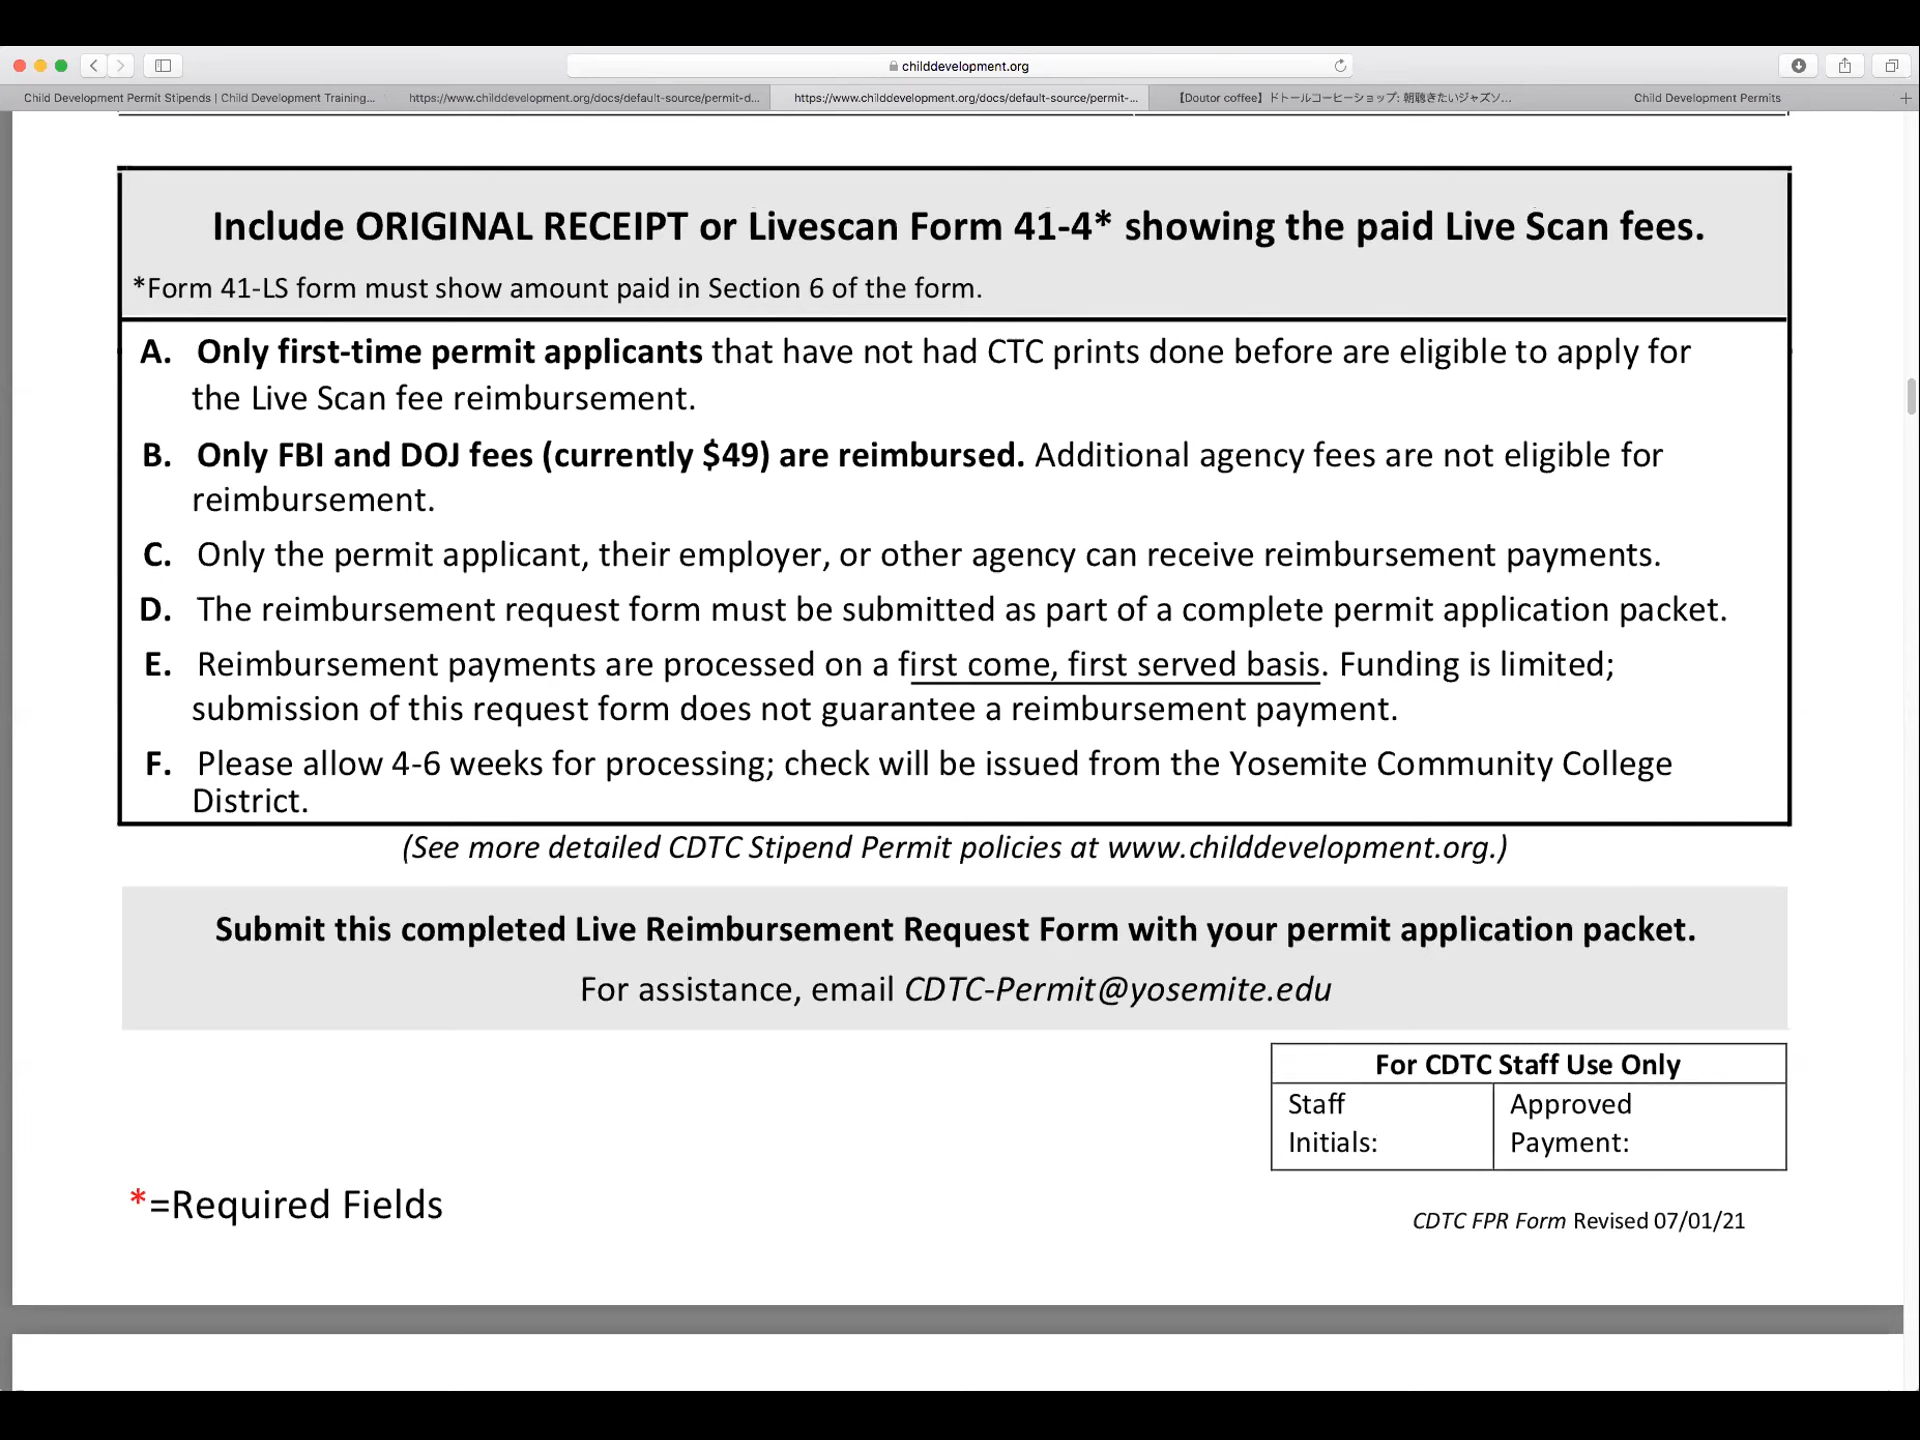 childdevelopment.org
Child Development Permit Stipends | Child Development Training... https://www.childdevelopment.org/docs/default-source/permit-d... https://www.childdevelopment.org/docs/default-source/permit-... 【Doutor coffee】ドトールコーヒーショップ: 朝聴きたいジャズソ... Child Development Permits
Include ORIGINAL RECEIPT or Livescan Form 41-4* showing the paid Live Scan fees.
*Form 41-LS form must show amount paid in Section 6 of the form.
A. Only first-time permit applicants that have not had CTC prints done before are eligible to apply for
the Live Scan fee reimbursement.
B. Only FBI and DOJ fees (currently $49) are reimbursed. Additional agency fees are not eligible for
reimbursement.
C. Only the permit applicant, their employer, or other agency can receive reimbursement payments.
D. The reimbursement request form must be submitted as part of a complete permit application packet.
E. Reimbursement payments are processed on a first come, first served basis. Funding is limited;
submission of this request form does not guarantee a reimbursement payment.
F. Please allow 4-6 weeks for processing; check will be issued from the Yosemite Community College
District.
(See more detailed CDTC Stipend Permit policies at www.childdevelopment.org.)
Submit this completed Live Reimbursement Request Form with your permit application packet.
For assistance, email CDTC-Permit@yosemite.edu
For CDTC Staff Use Only
Staff
Initials:
Approved
Payment:
*=Required Fields
CDTC FPR Form Revised 07/01/21